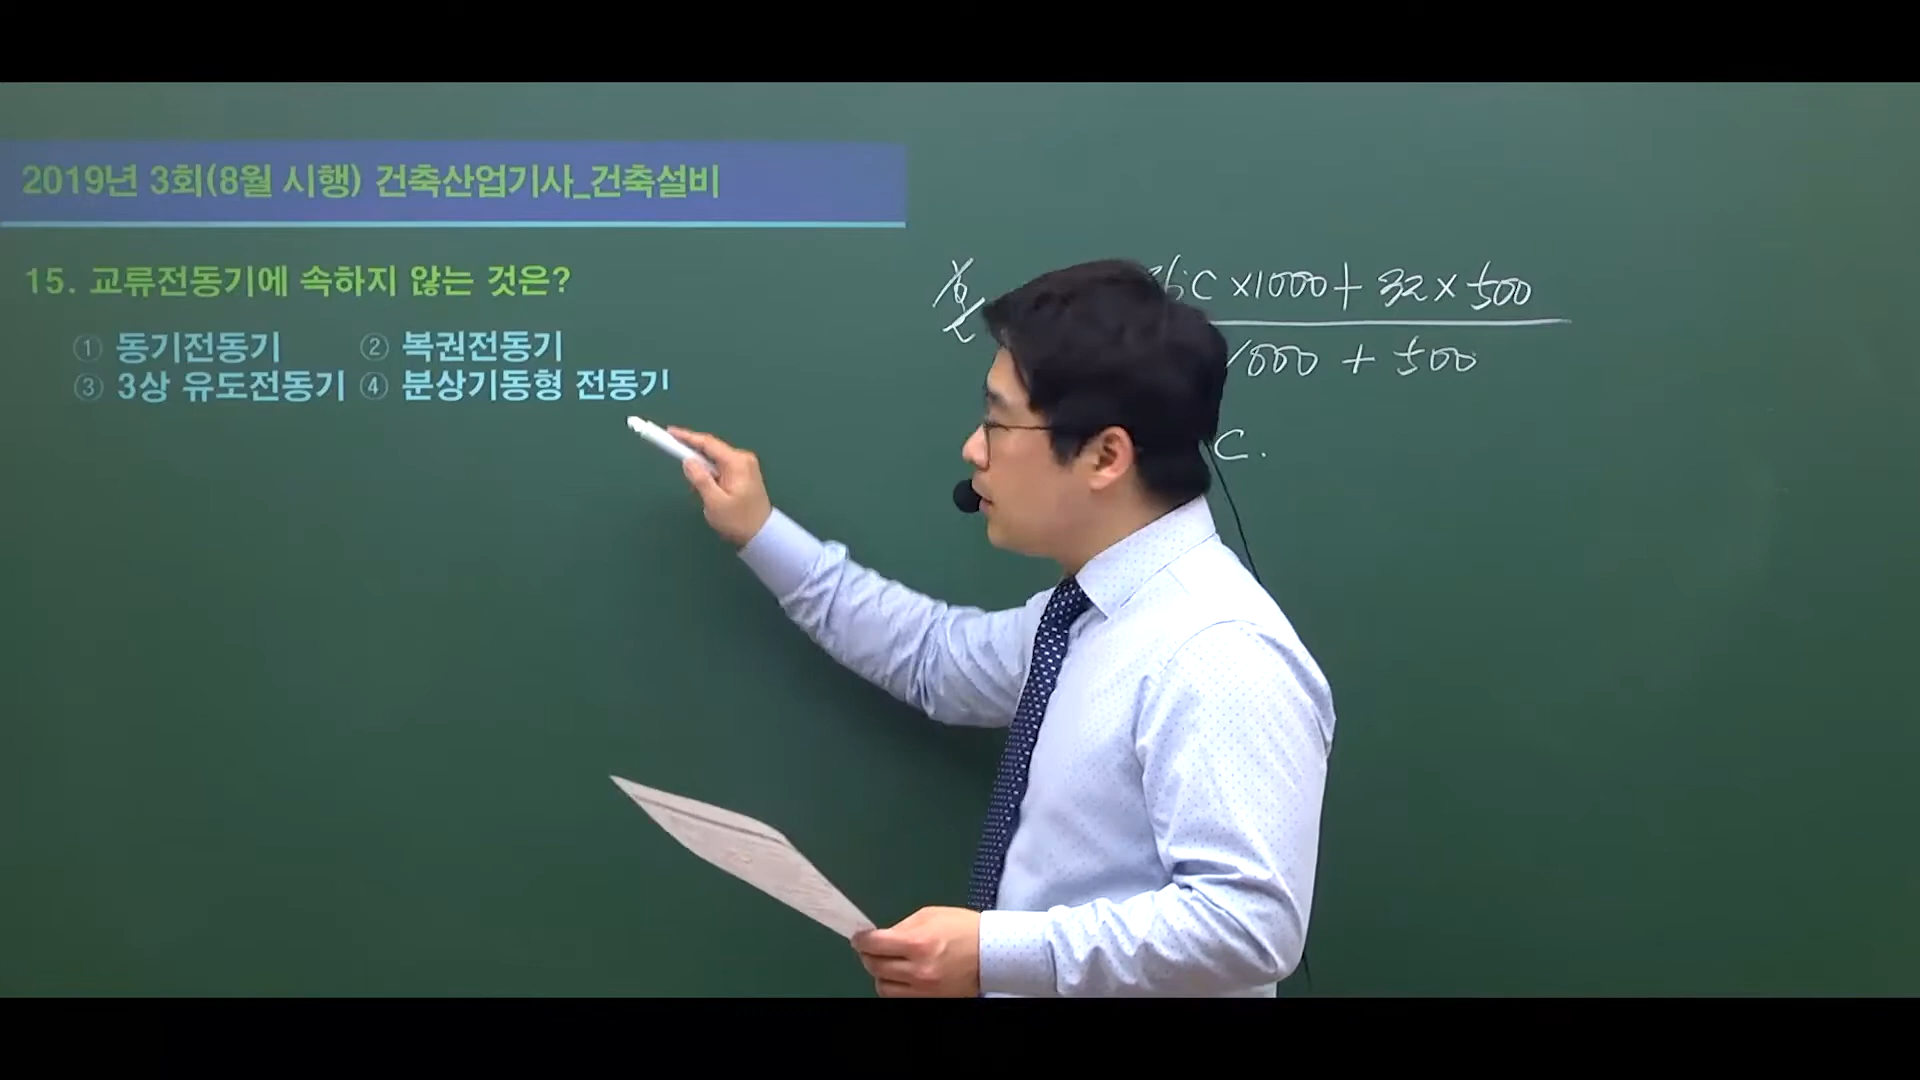 2019년 3회(8월 시행) 건축산업기사_건축설비
15. 교류전동기에 속하지 않는 것은?
① 동기전동기 ② 복권전동기
③ 3상 유도전동기 ④ 분상기동형 전동기
C ×1000 + 32 × 500
1000 + 500
C.